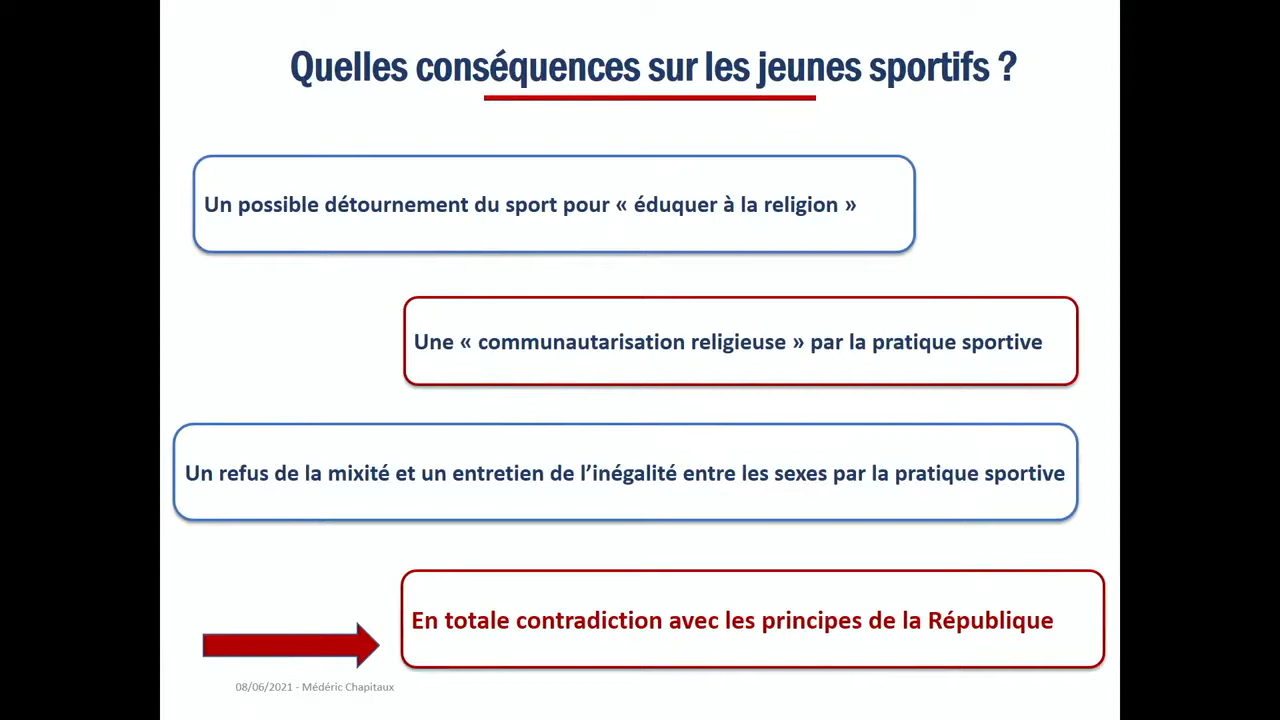 Quelles conséquences sur les jeunes sportifs ?
Un possible détournement du sport pour « éduquer à la religion »
Une « communautarisation religieuse » par la pratique sportive
Un refus de la mixité et un entretien de l’inégalité entre les sexes par la pratique sportive
En totale contradiction avec les principes de la République
08/06/2021 - Médéric Chapitaux